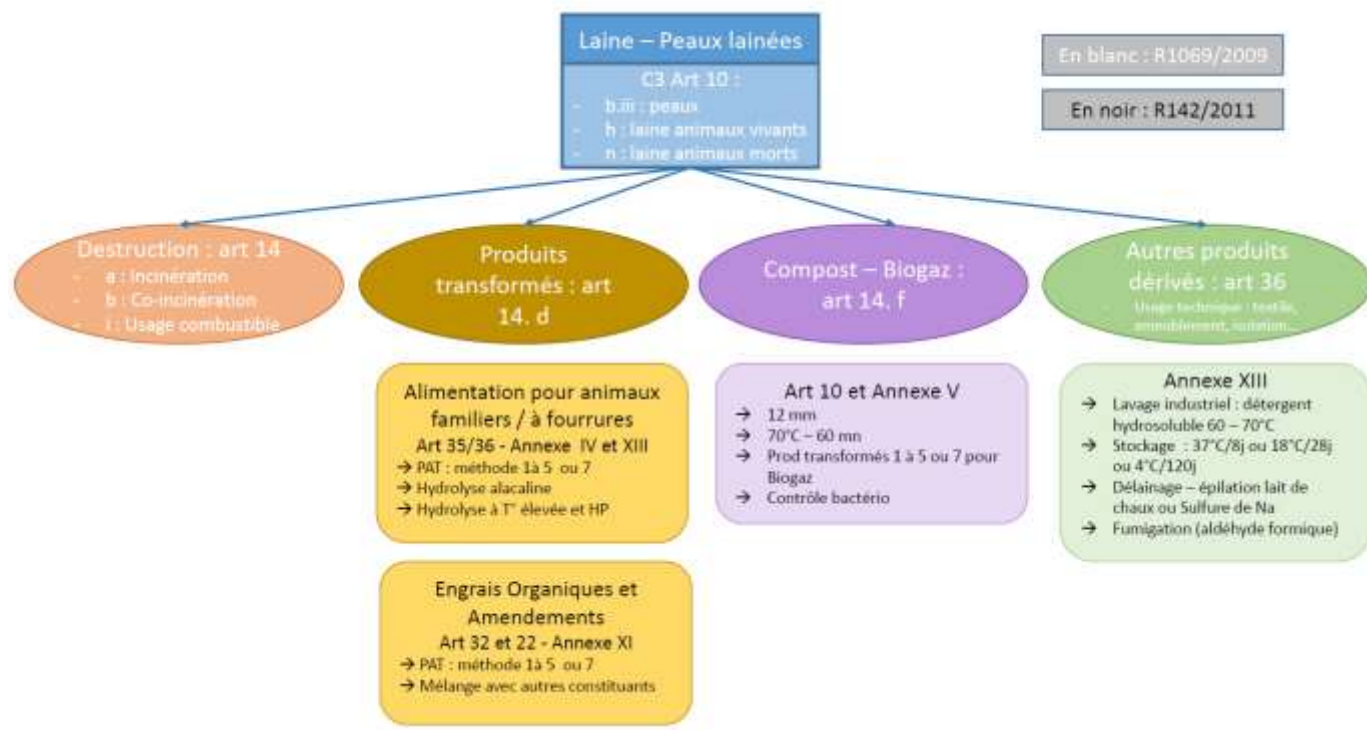 Laine – Peaux lainées
C3 Art 10 :
- b.iii : peaux
- h : laine animaux vivants
- n : laine animaux morts
En blanc : R1069/2009
En noir : R142/2011
Destruction : art 14
- a : Incinération
- b : Co-incinération
- i : Usage combustible
Produits
transformés : art
14. d
Compost – Biogaz :
art 14. f
Autres produits
dérivés : art 36
- Usage technique : textile,
ameublement, isolation...
Alimentation pour animaux
familiers / à fourrures
Art 35/36 - Annexe IV et XIII
→ PAT : méthode 1à 5 ou 7
→ Hydrolyse alacaline
→ Hydrolyse à T° élevée et HP
Engrais Organiques et
Amendements
Art 32 et 22 - Annexe XI
→ PAT : méthode 1à 5 ou 7
→ Mélange avec autres constituants
Art 10 et Annexe V
→ 12 mm
→ 70°C – 60 mn
→ Prod transformés 1 à 5 ou 7 pour
Biogaz
→ Contrôle bactério
Annexe XIII
→ Lavage industriel : détergent
hydrosoluble 60 – 70°C
→ Stockage : 37°C/8j ou 18°C/28j
ou 4°C/120j
→ Délainage – épilation lait de
chaux ou Sulfure de Na
→ Fumigation (aldéhyde formique)